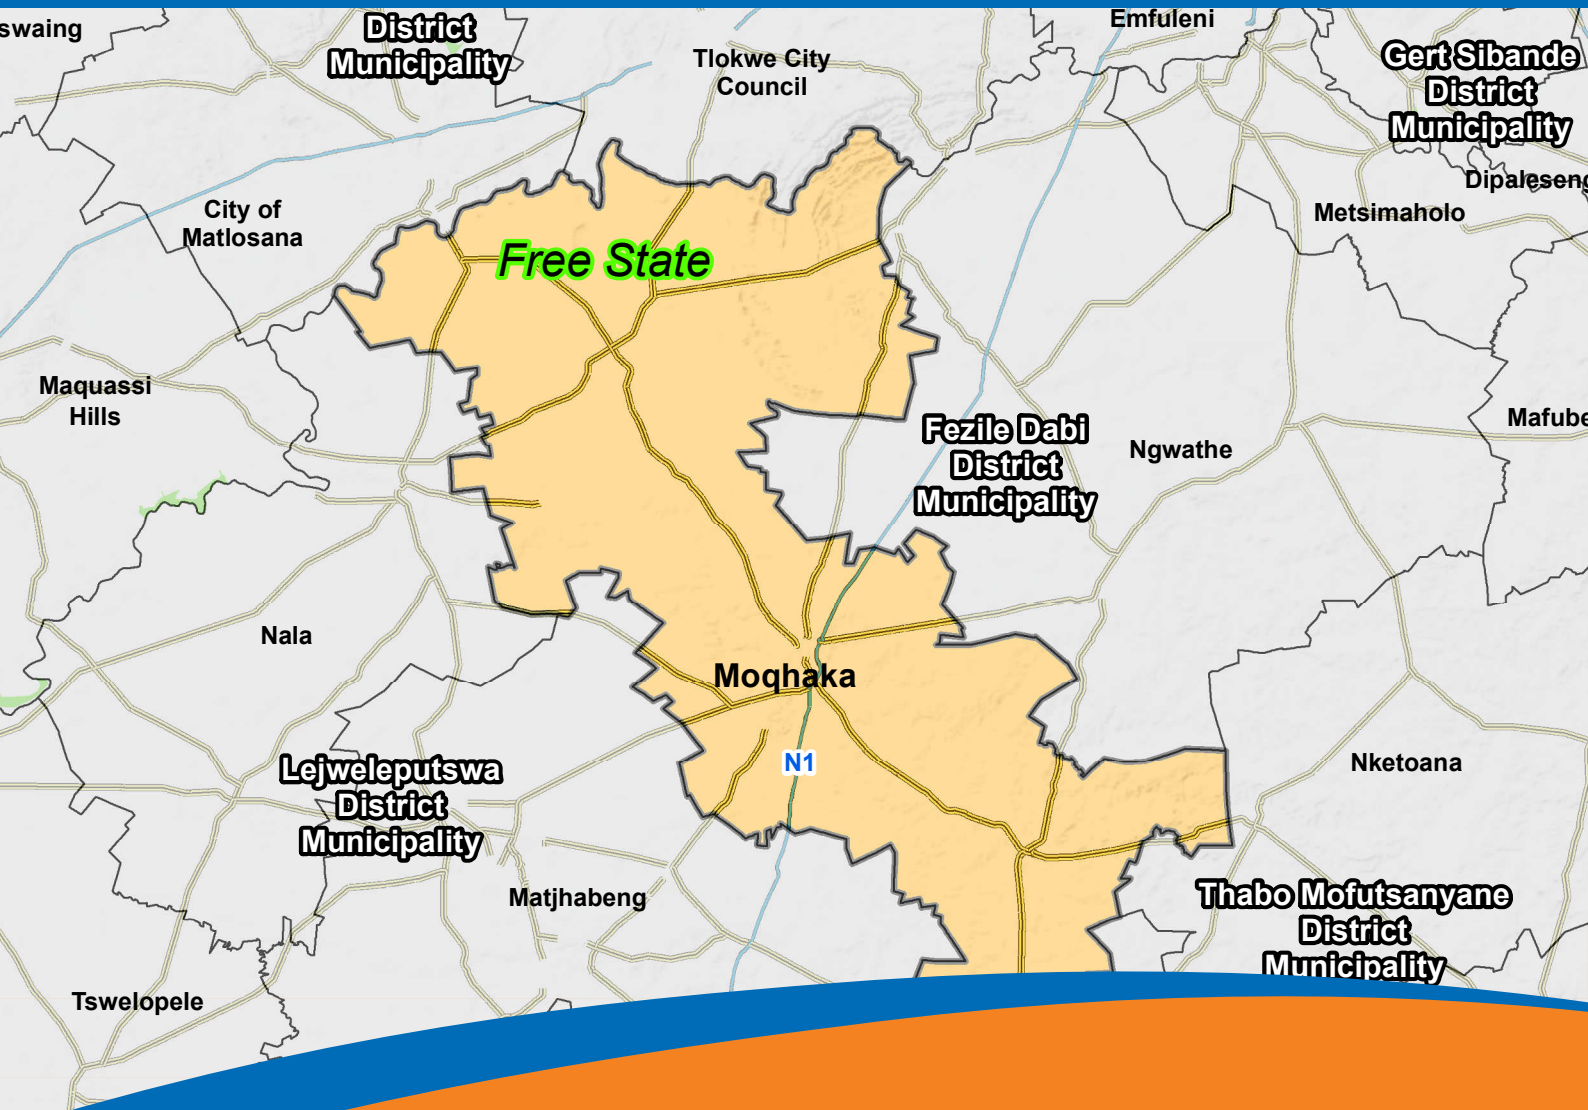 swaing
District
Municipality
Tlokwe City
Council
Emfuleni
Gert Sibande
District
Municipality
Dipaleseng
Metsimaholo
City of
Matlosana
Free State
Maquassi
Hills
Mafube
Fezile Dabi
District
Municipality
Ngwathe
Nala
Moqhaka
N1
Nketoana
Lejweleputswa
District
Municipality
Matjhabeng
Thabo Mofutsanyane
District
Municipality
Tswelopele